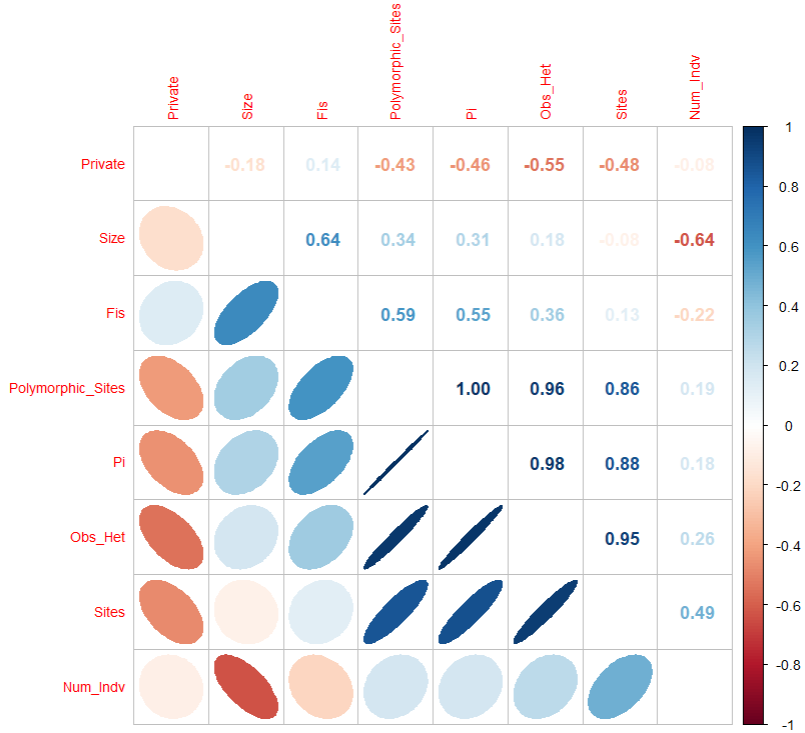 Private Size Fis Polymorphic_Sites Pi Obs_Het Sites Num_Indv
Private -0.18 0.14 -0.43 -0.46 -0.55 -0.48 -0.08
Size 0.64 0.34 0.31 0.18 -0.08 -0.64
Fis 0.59 0.55 0.36 0.13 -0.22
Polymorphic_Sites 1.00 0.96 0.86 0.19
Pi 0.98 0.88 0.18
Obs_Het 0.95 0.26
Sites 0.49
Num_Indv
1
0.8
0.6
0.4
0.2
0
-0.2
-0.4
-0.6
-0.8
-1